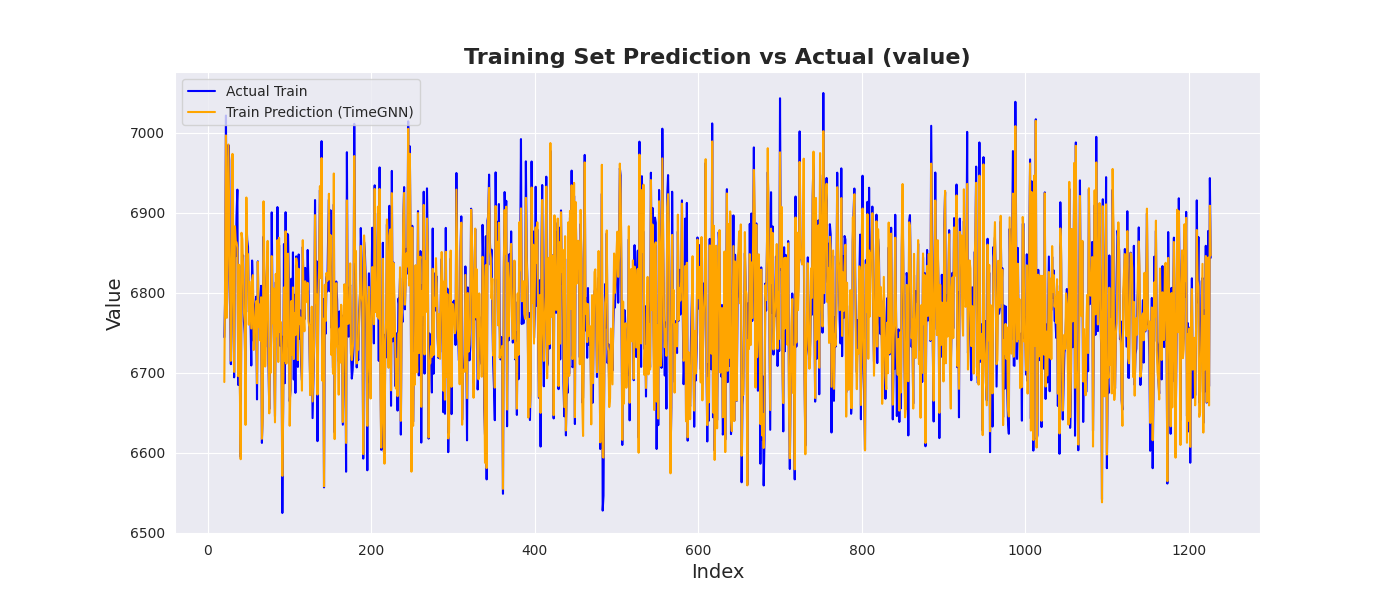 Training Set Prediction vs Actual (value)
Actual Train
Train Prediction (TimeGNN)
Value
7000
6900
6800
6700
6600
6500
0 200 400 600 800 1000 1200
Index